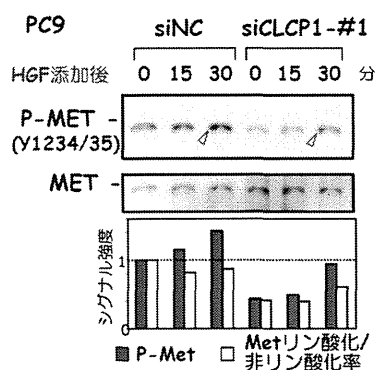 PC9 siNC siCLCP1-#1
HGF添加後 0 15 30 0 15 30 分
P-MET -
(Y1234/35)
MET -
シグナル強度
1
0
P-Met Metリン酸化/
非リン酸化率